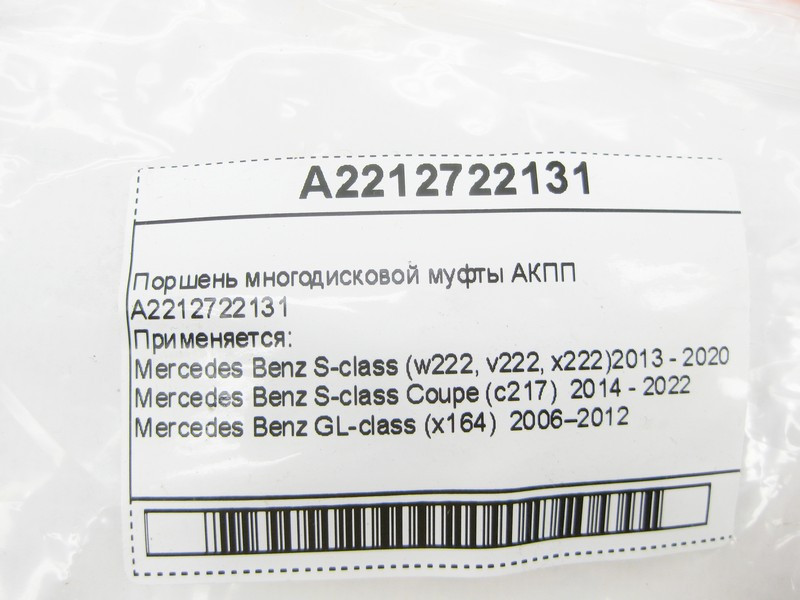 A2212722131
Поршень многодисковой муфты АКПП
A2212722131
Применяется:
Mercedes Benz S-class (w222, v222, x222)2013 - 2020
Mercedes Benz S-class Coupe (c217) 2014 - 2022
Mercedes Benz GL-class (x164) 2006–2012